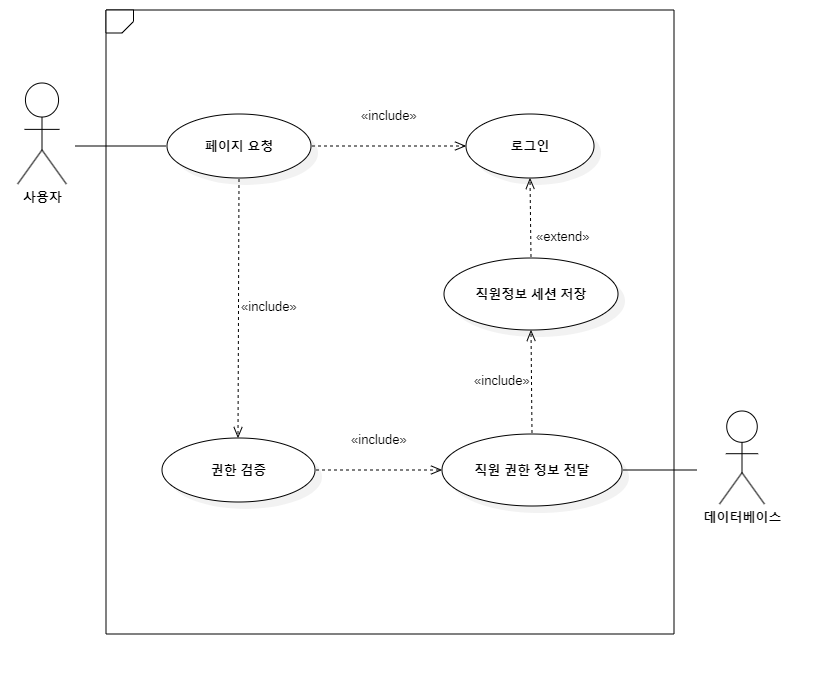 «include»
페이지 요청
로그인
사용자
«extend»
직원정보 세션 저장
«include»
«include»
«include»
권한 검증
직원 권한 정보 전달
데이터베이스